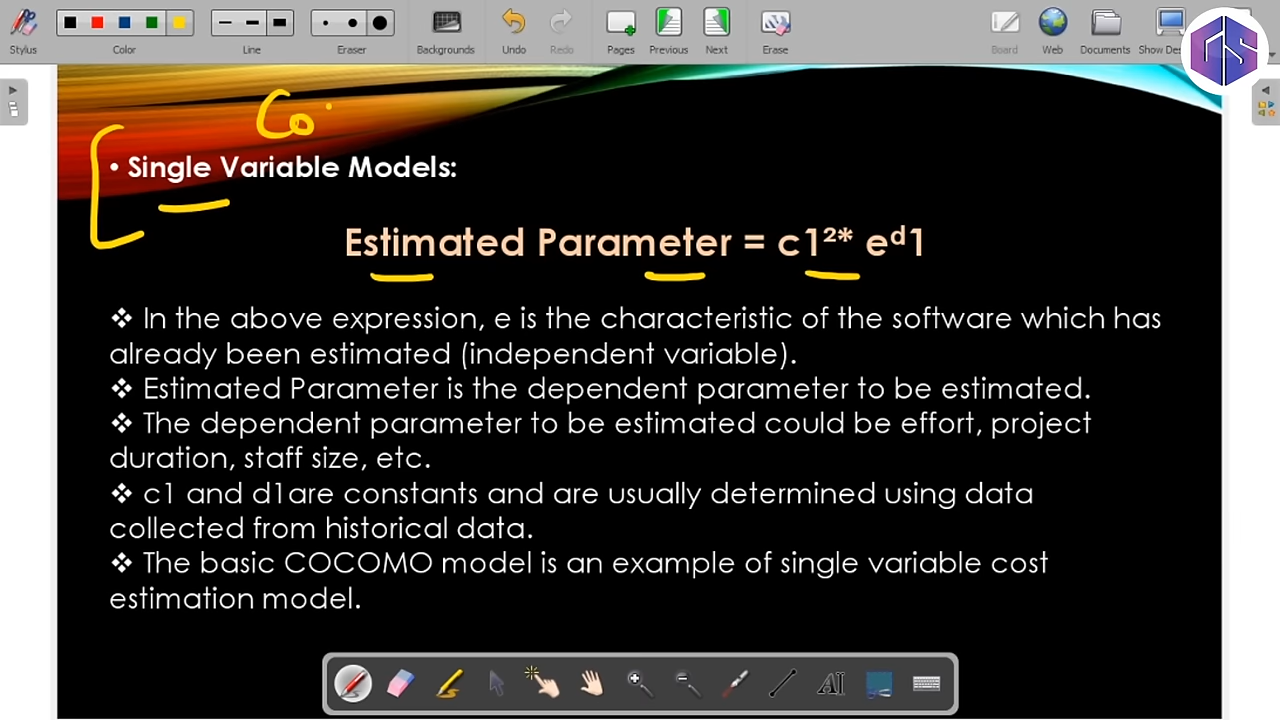 Stylus
Color
Line
Eraser
Backgrounds
Undo
Redo
Pages
Previous
Next
Erase
Board
Web
Documents
Co
• Single Variable Models:
Estimated Parameter = c1²* eᵈ1
❖ In the above expression, e is the characteristic of the software which has
already been estimated (independent variable).
❖ Estimated Parameter is the dependent parameter to be estimated.
❖ The dependent parameter to be estimated could be effort, project
duration, staff size, etc.
❖ c1 and d1are constants and are usually determined using data
collected from historical data.
❖ The basic COCOMO model is an example of single variable cost
estimation model.